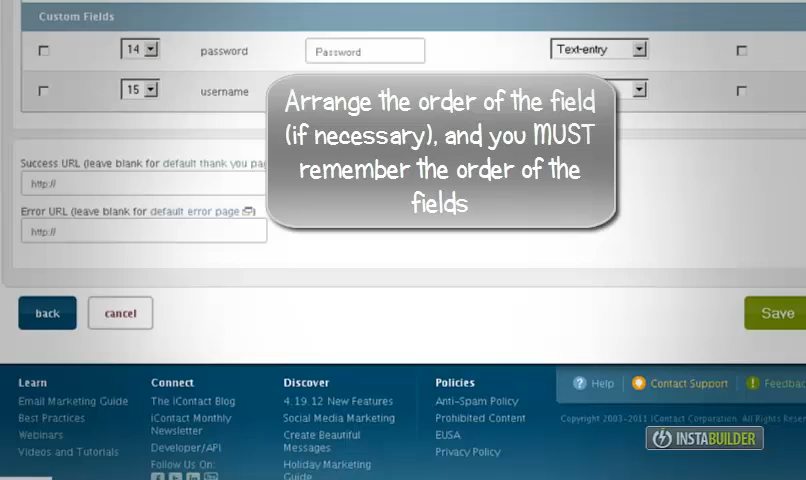 Custom Fields
14 password Password Text-entry
15 username
Arrange the order of the field
(if necessary), and you MUST
remember the order of the
fields
Success URL (leave blank for default thank you pa
http://
Error URL (leave blank for default error page )
http://
back cancel Save
Learn Connect Discover Policies
Help Contact Support Feedbac
Email Marketing Guide
Best Practices
Webinars
Videos and Tutorials
The iContact Blog
iContact Monthly
Newsletter
Developer/API
Follow Us On:
4.19.12 New Features
Social Media Marketing
Create Beautiful
Messages
Holiday Marketing
Guide
Anti-Spam Policy
Prohibited Content
EUSA
Privacy Policy
Copyright 2003-2011 iContact Corporation. All Rights Rese
INSTABUILDER